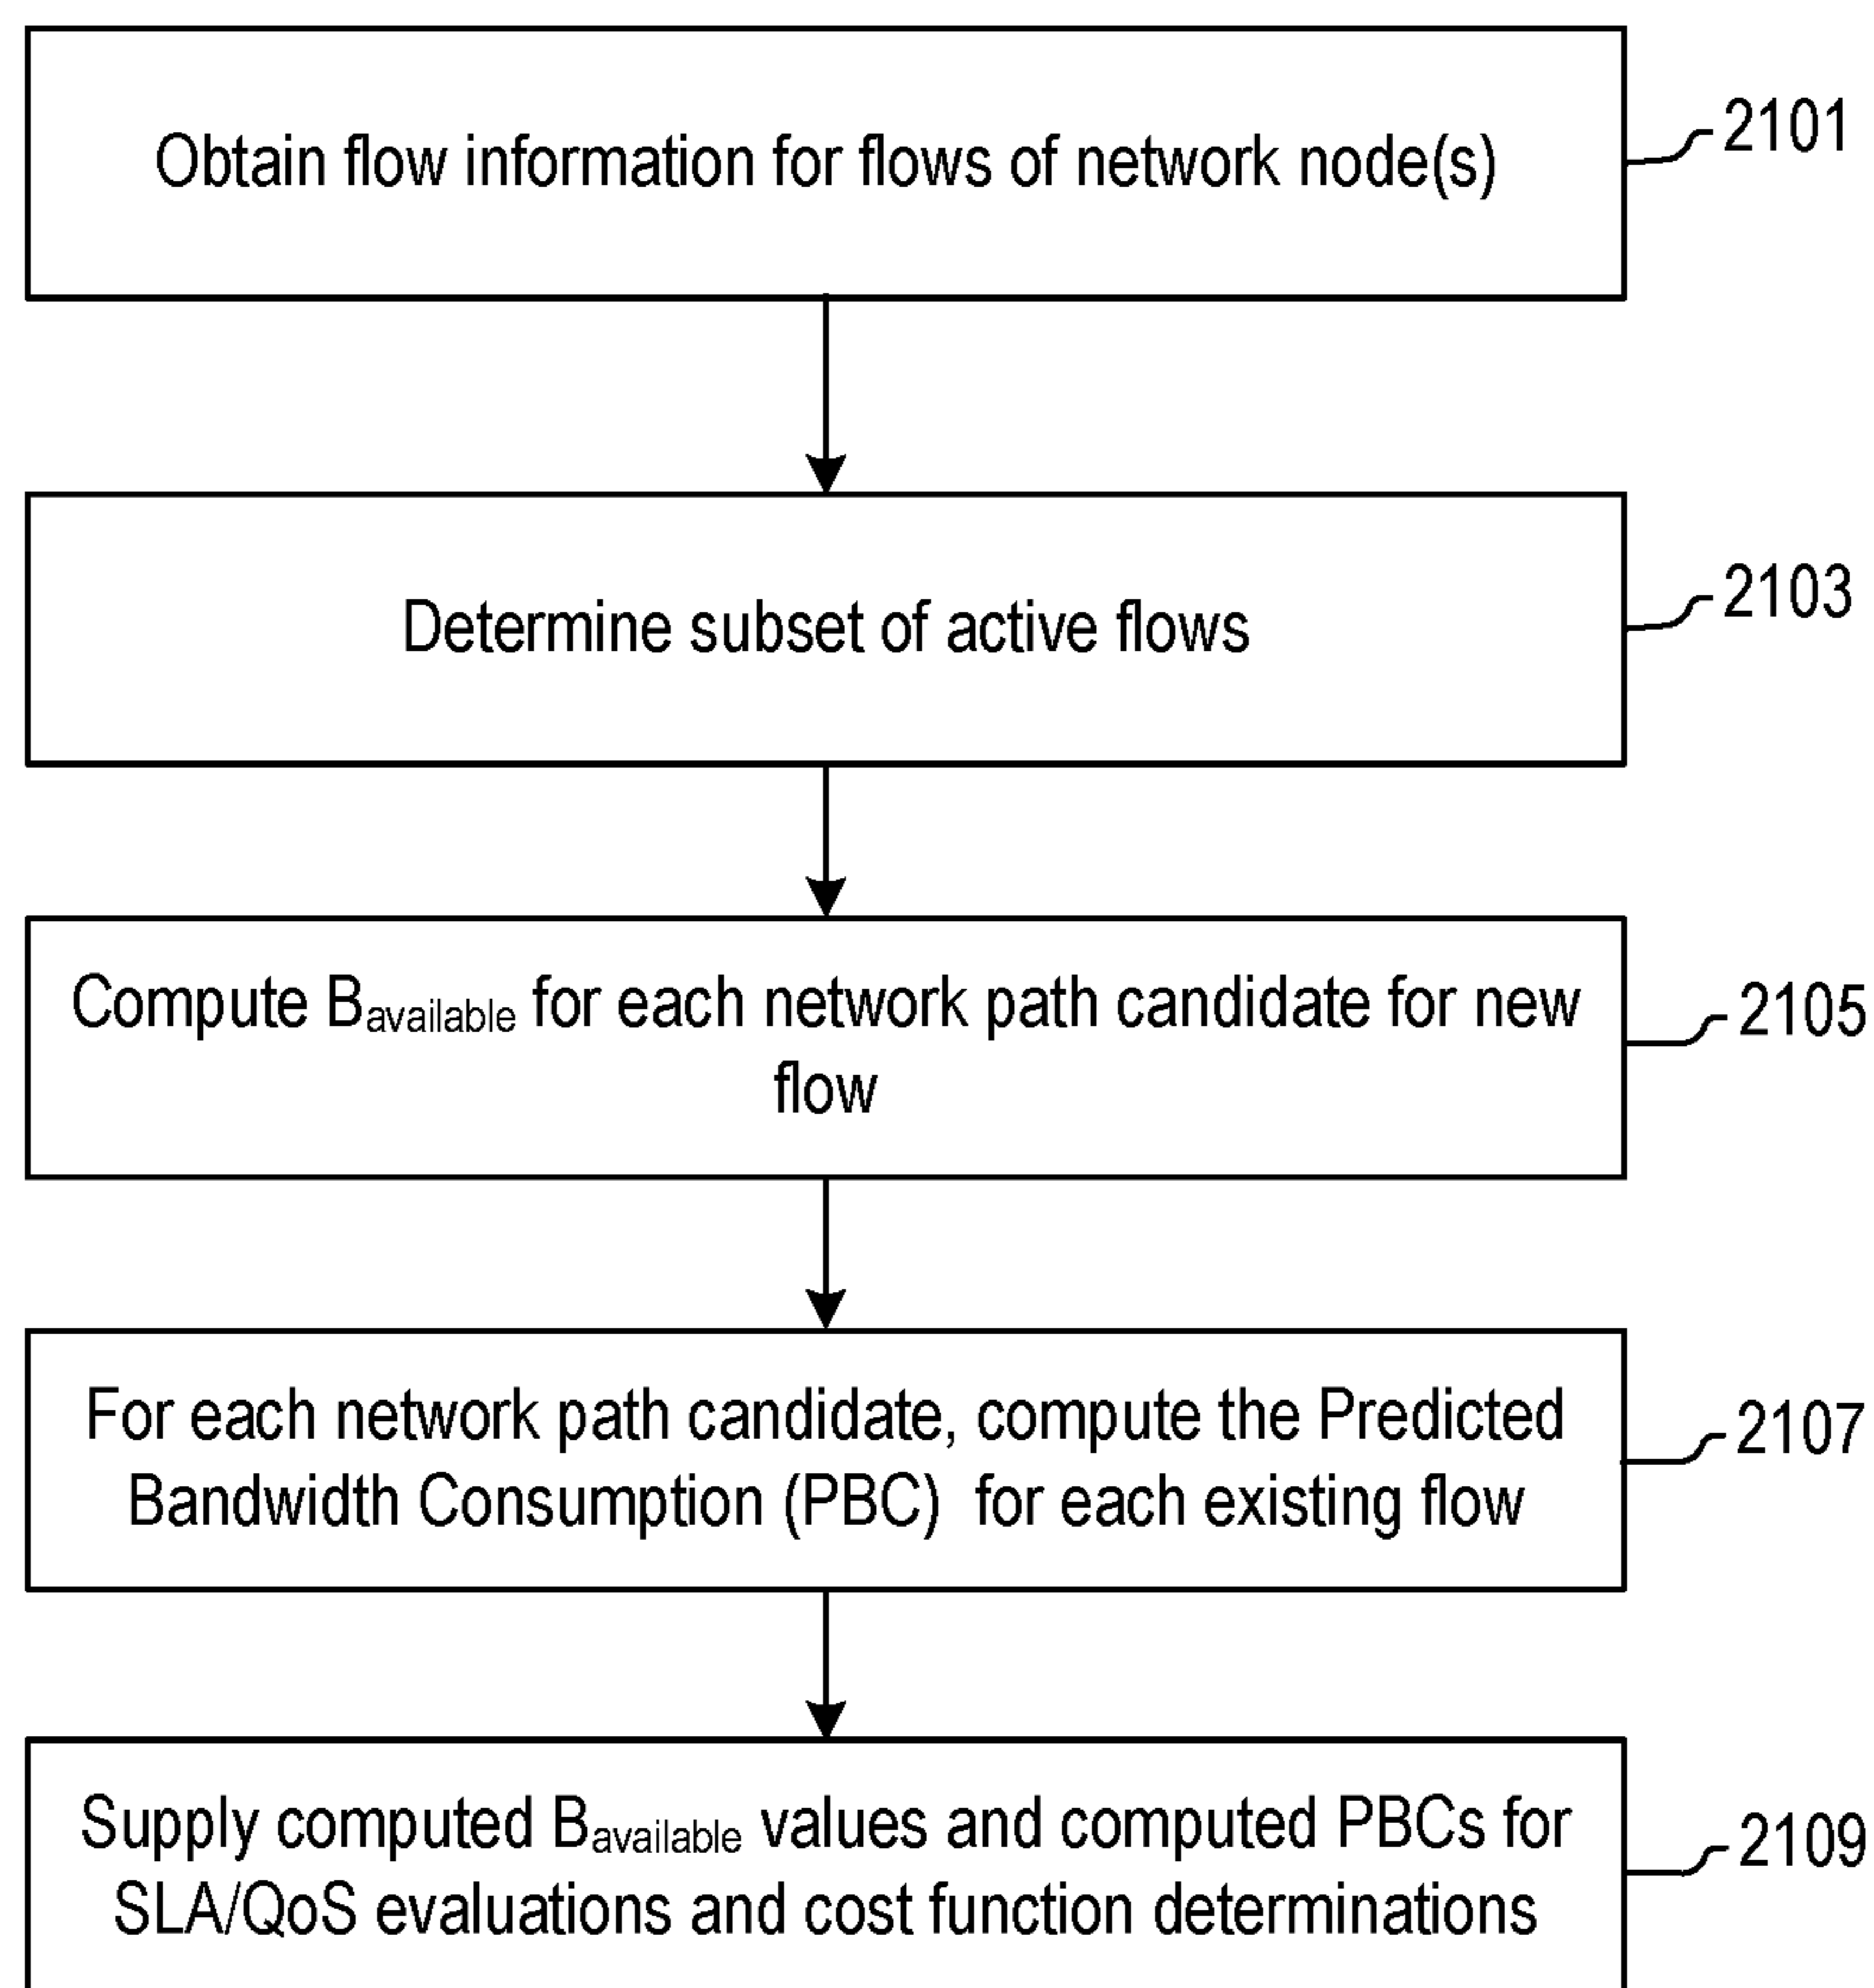 Obtain flow information for flows of network node(s)
2101
Determine subset of active flows
2103
Compute Bavailable for each network path candidate for new
flow
2105
For each network path candidate, compute the Predicted
Bandwidth Consumption (PBC) for each existing flow
2107
Supply computed Bavailable values and computed PBCs for
SLA/QoS evaluations and cost function determinations
2109